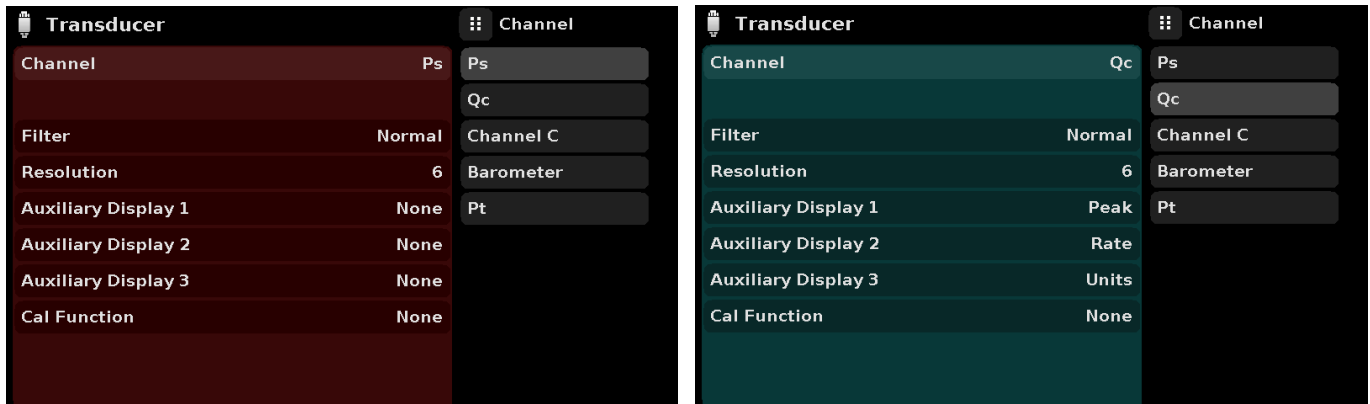 Transducer
Channel Ps
Filter Normal
Resolution 6
Auxiliary Display 1 None
Auxiliary Display 2 None
Auxiliary Display 3 None
Cal Function None
Channel
Ps
Qc
Channel C
Barometer
Pt
Transducer
Channel Qc
Filter Normal
Resolution 6
Auxiliary Display 1 Peak
Auxiliary Display 2 Rate
Auxiliary Display 3 Units
Cal Function None
Channel
Ps
Qc
Channel C
Barometer
Pt